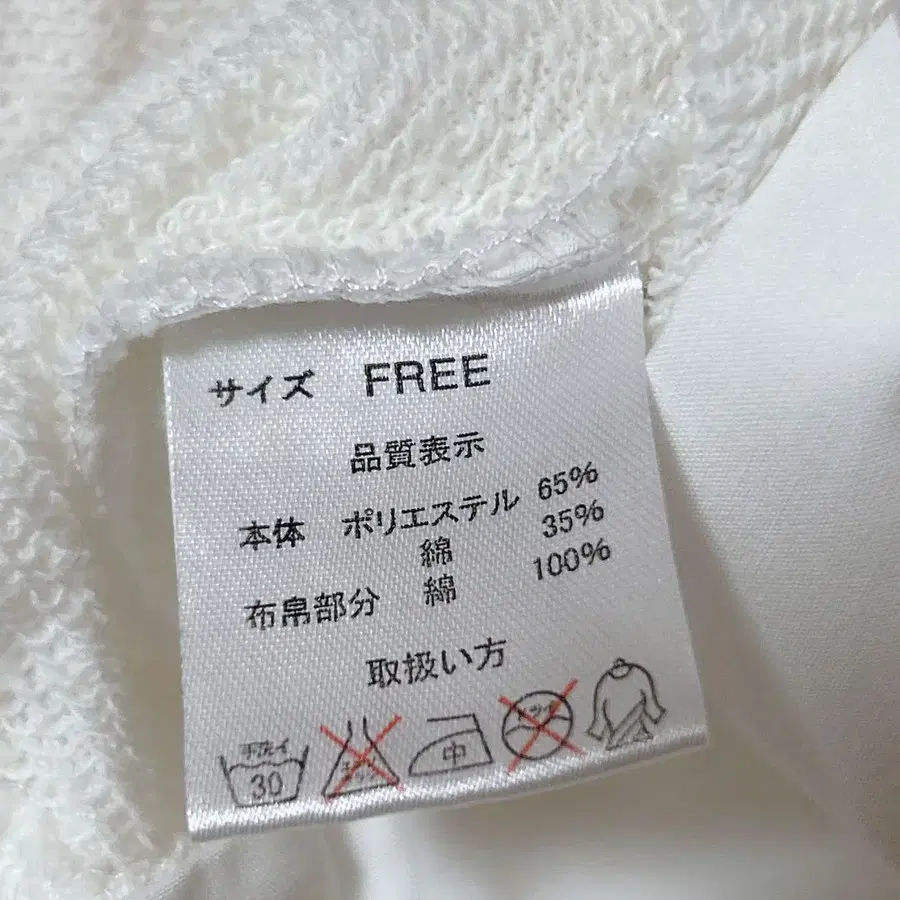 サイズ FREE
品質表示
本体 ポリエステル 65%
綿 35%
布帛部分 綿 100%
取扱い方
手洗イ 30
中